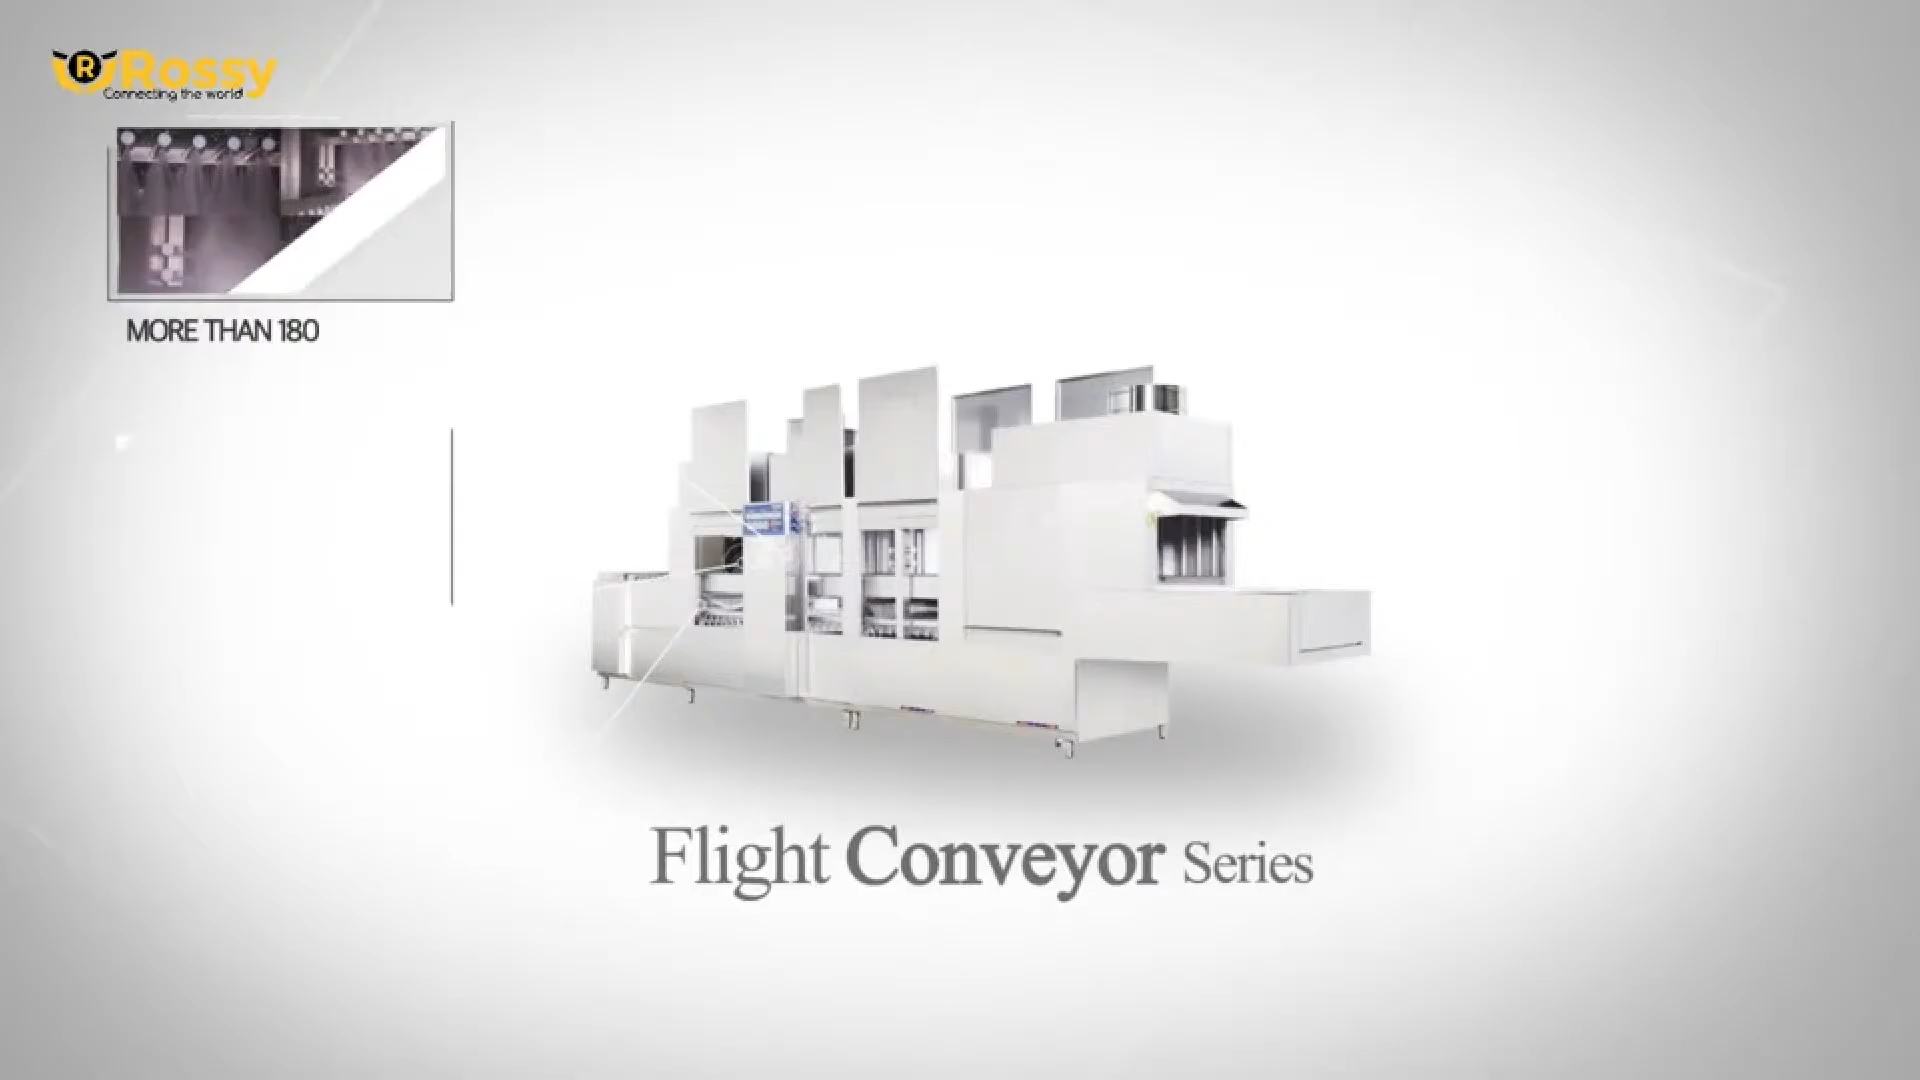 R Rossy
Connecting the world
MORE THAN 180
Flight Conveyor Series